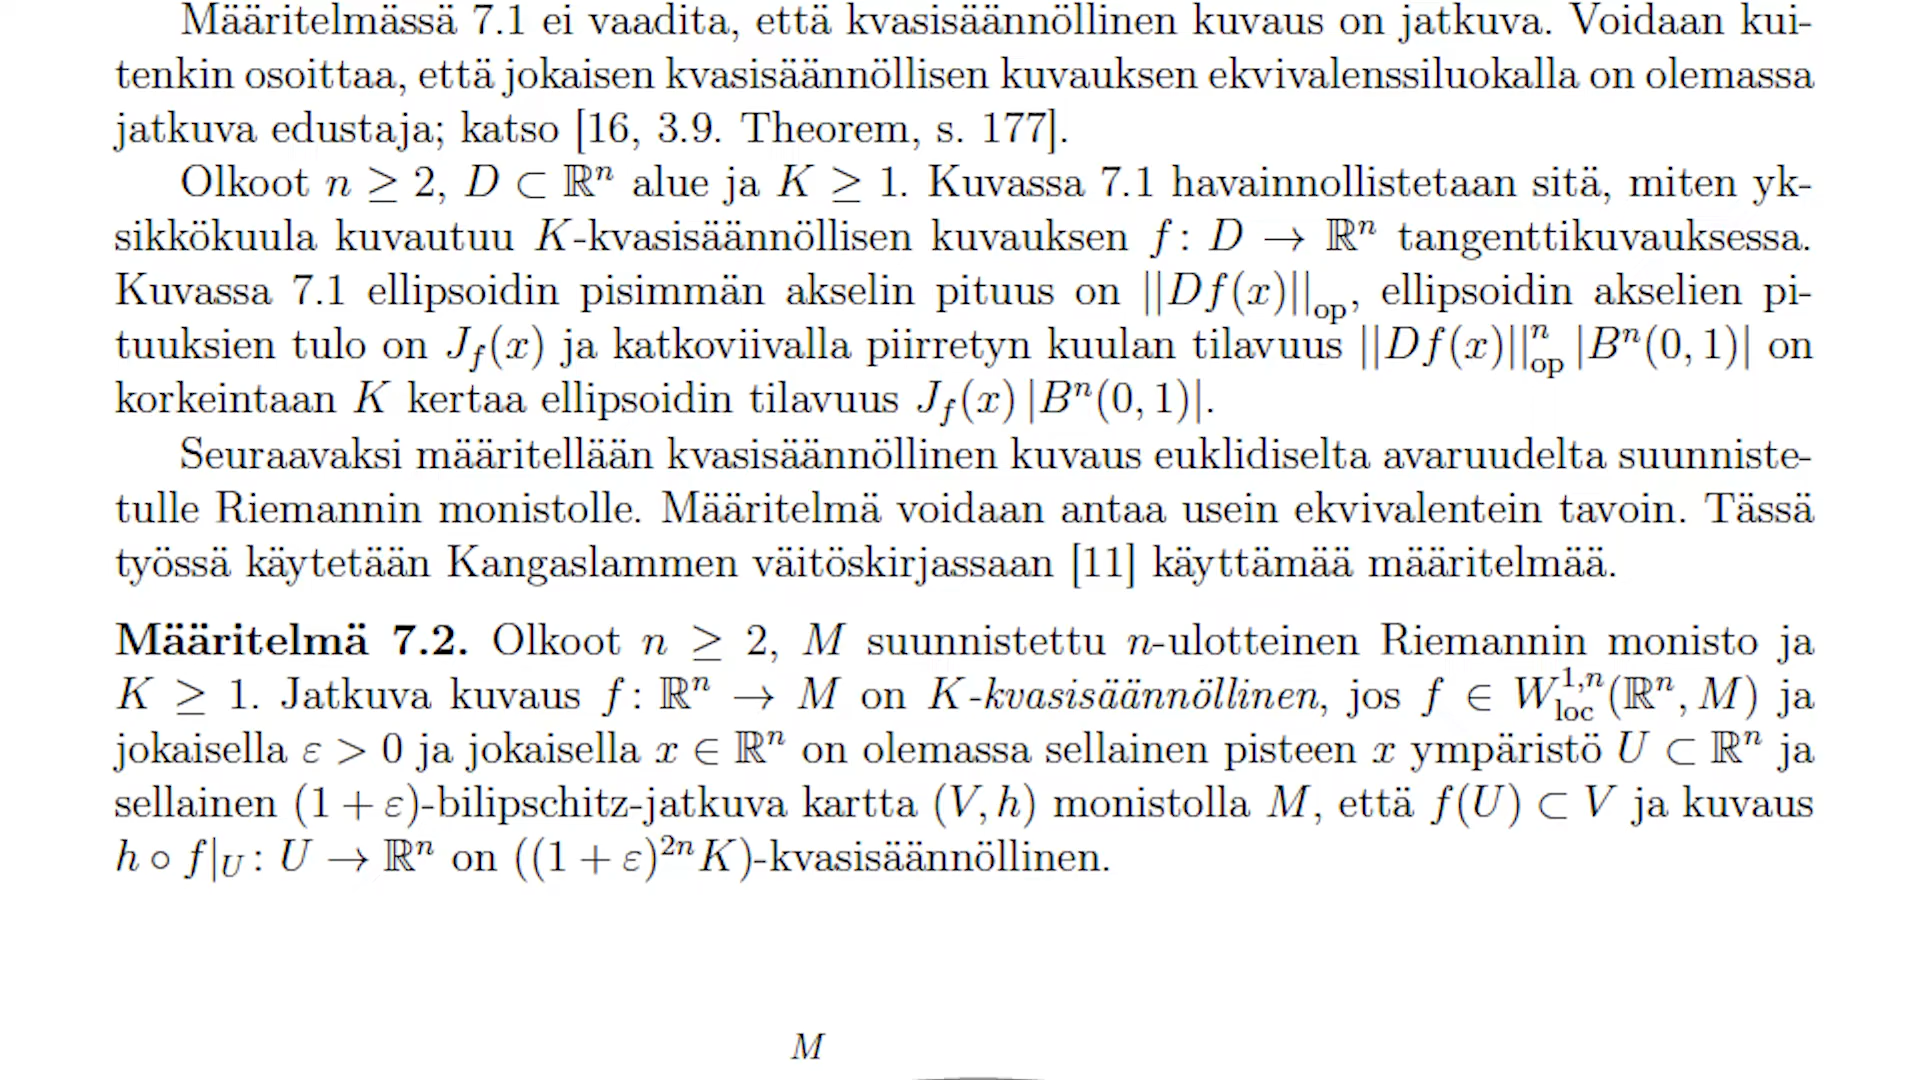 Määritelmässä 7.1 ei vaadita, että kvasisäännöllinen kuvaus on jatkuva. Voidaan kui-
tenkin osoittaa, että jokaisen kvasisäännöllisen kuvauksen ekvivalenssiluokalla on olemassa
jatkuva edustaja; katso [16, 3.9. Theorem, s. 177].
Olkoot n ≥ 2, D ⊂ ℝⁿ alue ja K ≥ 1. Kuvassa 7.1 havainnollistetaan sitä, miten yk-
sikkökuula kuvautuu K-kvasisäännöllisen kuvauksen f : D → ℝⁿ tangenttikuvauksessa.
Kuvassa 7.1 ellipsoidin pisimmän akselin pituus on ||Df(x)||_op, ellipsoidin akselien pi-
tuuksien tulo on J_f(x) ja katkoviivalla piirretyn kuulan tilavuus ||Df(x)||ⁿ_op |Bⁿ(0, 1)| on
korkeintaan K kertaa ellipsoidin tilavuus J_f(x) |Bⁿ(0, 1)|.
Seuraavaksi määritellään kvasisäännöllinen kuvaus euklidiselta avaruudelta suunniste-
tulle Riemannin monistolle. Määritelmä voidaan antaa usein ekvivalentein tavoin. Tässä
työssä käytetään Kangaslammen väitöskirjassaan [11] käyttämää määritelmää.
Määritelmä 7.2. Olkoot n ≥ 2, M suunnistettu n-ulotteinen Riemannin monisto ja
K ≥ 1. Jatkuva kuvaus f : ℝⁿ → M on K-kvasisäännöllinen, jos f ∈ W^{1,n}_loc(ℝⁿ, M) ja
jokaisella ε > 0 ja jokaisella x ∈ ℝⁿ on olemassa sellainen pisteen x ympäristö U ⊂ ℝⁿ ja
sellainen (1 + ε)-bilipschitz-jatkuva kartta (V, h) monistolla M, että f(U) ⊂ V ja kuvaus
h ∘ f|_U : U → ℝⁿ on ((1 + ε)^{2n} K)-kvasisäännöllinen.
M